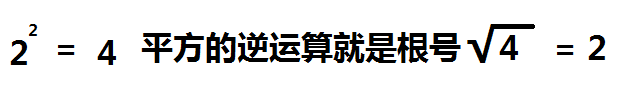 2² = 4 平方的逆运算就是根号√4 = 2